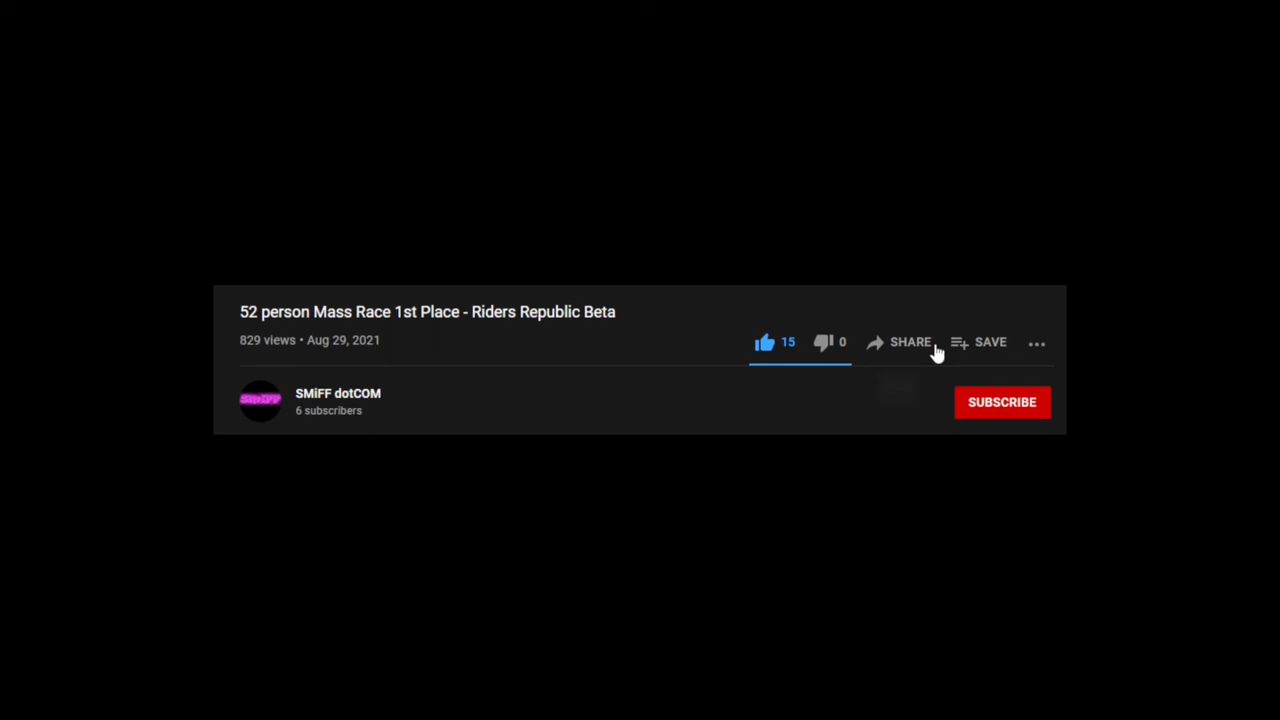 52 person Mass Race 1st Place - Riders Republic Beta
829 views • Aug 29, 2021
15 0 SHARE SAVE
SMiFF
SMiFF dotCOM
6 subscribers
SUBSCRIBE